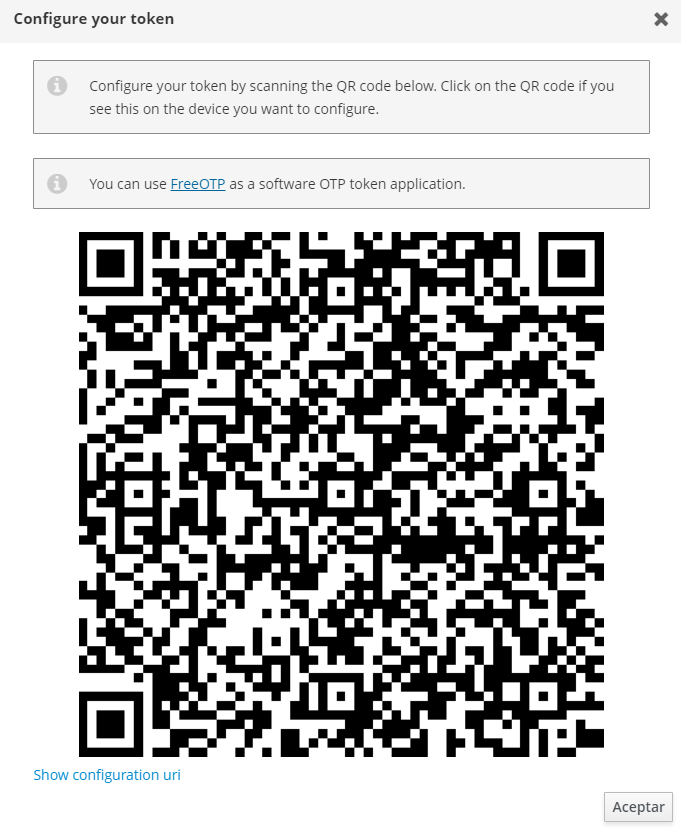 Configure your token
Configure your token by scanning the QR code below. Click on the QR code if you
see this on the device you want to configure.
You can use FreeOTP as a software OTP token application.
Show configuration uri
Aceptar